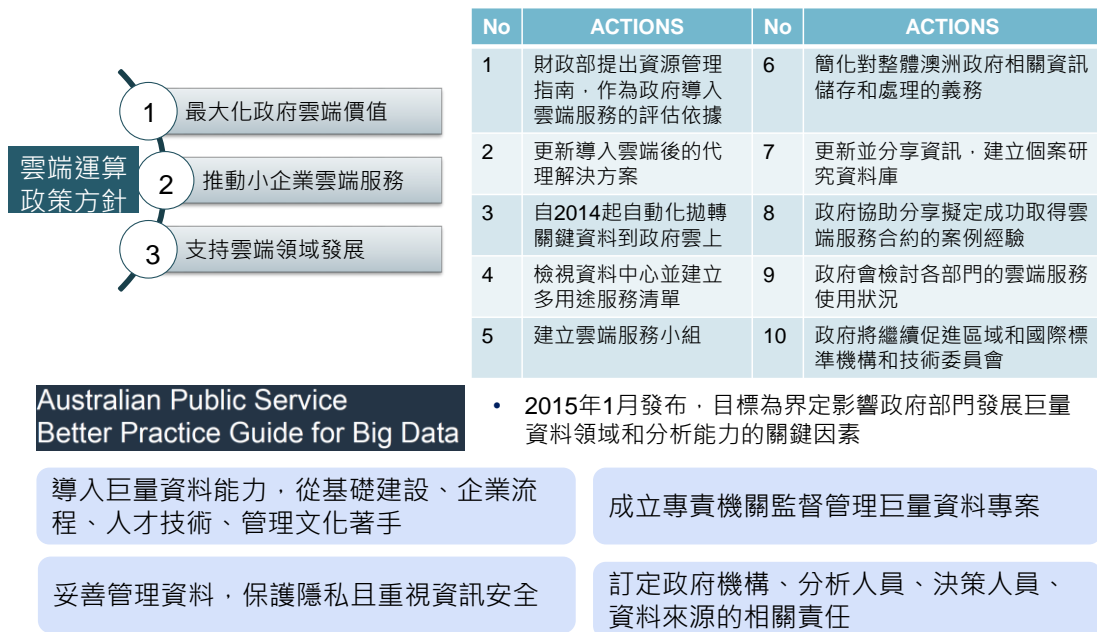 雲端運算
政策方針
1
最大化政府雲端價值
2
推動小企業雲端服務
3
支持雲端領域發展
No ACTIONS No ACTIONS
1 財政部提出資源管理
指南，作為政府導入
雲端服務的評估依據
6 簡化對整體澳洲政府相關資訊
儲存和處理的義務
2 更新導入雲端後的代
理解決方案
7 更新並分享資訊，建立個案研
究資料庫
3 自2014起自動化拋轉
關鍵資料到政府雲上
8 政府協助分享擬定成功取得雲
端服務合約的案例經驗
4 檢視資料中心並建立
多用途服務清單
9 政府會檢討各部門的雲端服務
使用狀況
5 建立雲端服務小組
10 政府將繼續促進區域和國際標
準機構和技術委員會
Australian Public Service
Better Practice Guide for Big Data
• 2015年1月發布，目標為界定影響政府部門發展巨量
資料領域和分析能力的關鍵因素
導入巨量資料能力，從基礎建設、企業流
程、人才技術、管理文化著手
成立專責機關監督管理巨量資料專案
妥善管理資料，保護隱私且重視資訊安全
訂定政府機構、分析人員、決策人員、
資料來源的相關責任